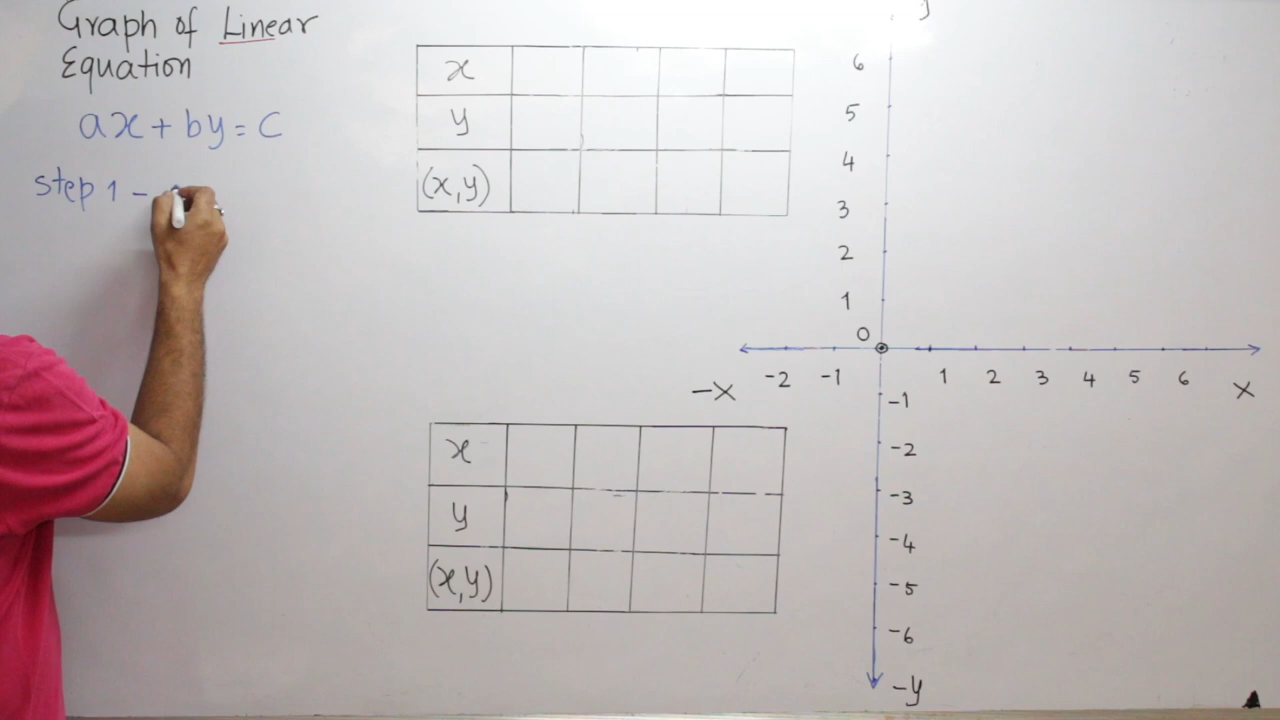 Graph of Linear
Equation
ax + by = c
step 1 -
x
y
(x,y)
x
y
(x,y)
6
5
4
3
2
1
0
-X -2 -1 1 2 3 4 5 6 X
-1
-2
-3
-4
-5
-6
-y